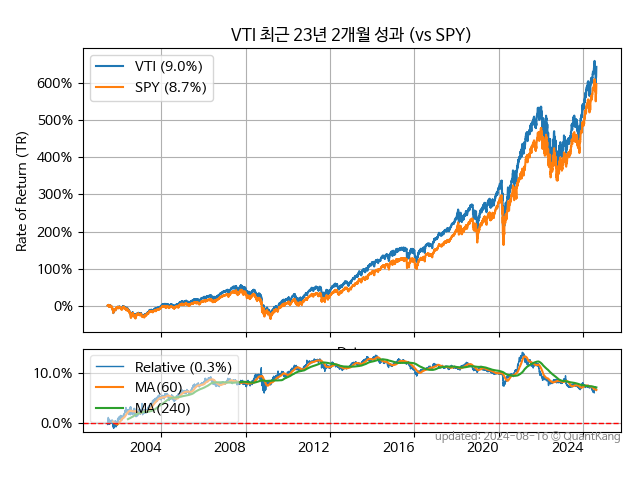 VTI 최근 23년 2개월 성과 (vs SPY)
VTI (9.0%)
SPY (8.7%)
600%
500%
400%
300%
200%
100%
0%
Rate of Return (TR)
Relative (0.3%)
MA(60)
MA(240)
10.0%
0.0%
2004
2008
2012
2016
2020
2024
updated: 2024-08-16 © QuantKang